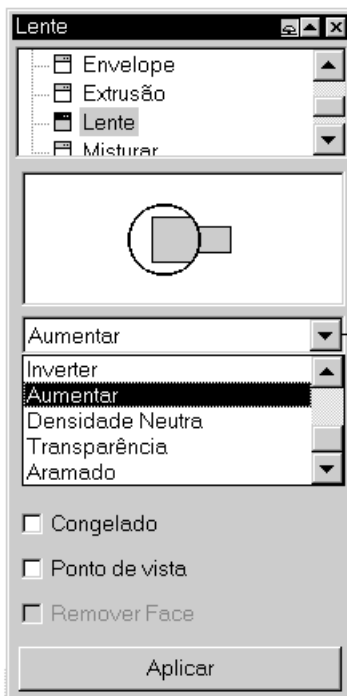 Lente
Envelope
Extrusão
Lente
Misturar
Aumentar
Inverter
Aumentar
Densidade Neutra
Transparência
Aramado
Congelado
Ponto de vista
Remover Face
Aplicar